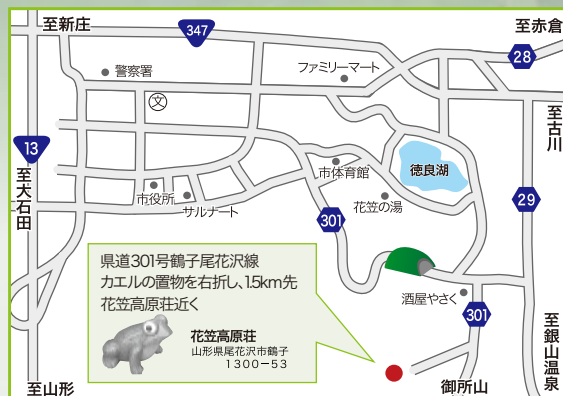 至新庄
347
至赤倉
28
警察署
ファミリーマート
文
至古川
13
至大石田
市体育館
徳良湖
市役所
サルナート
花笠の湯
29
301
県道301号鶴子尾花沢線
カエルの置物を右折し、1.5km先
花笠高原荘近く
酒屋やさく
301
花笠高原荘
山形県尾花沢市鶴子
1300-53
至銀山温泉
至山形
御所山